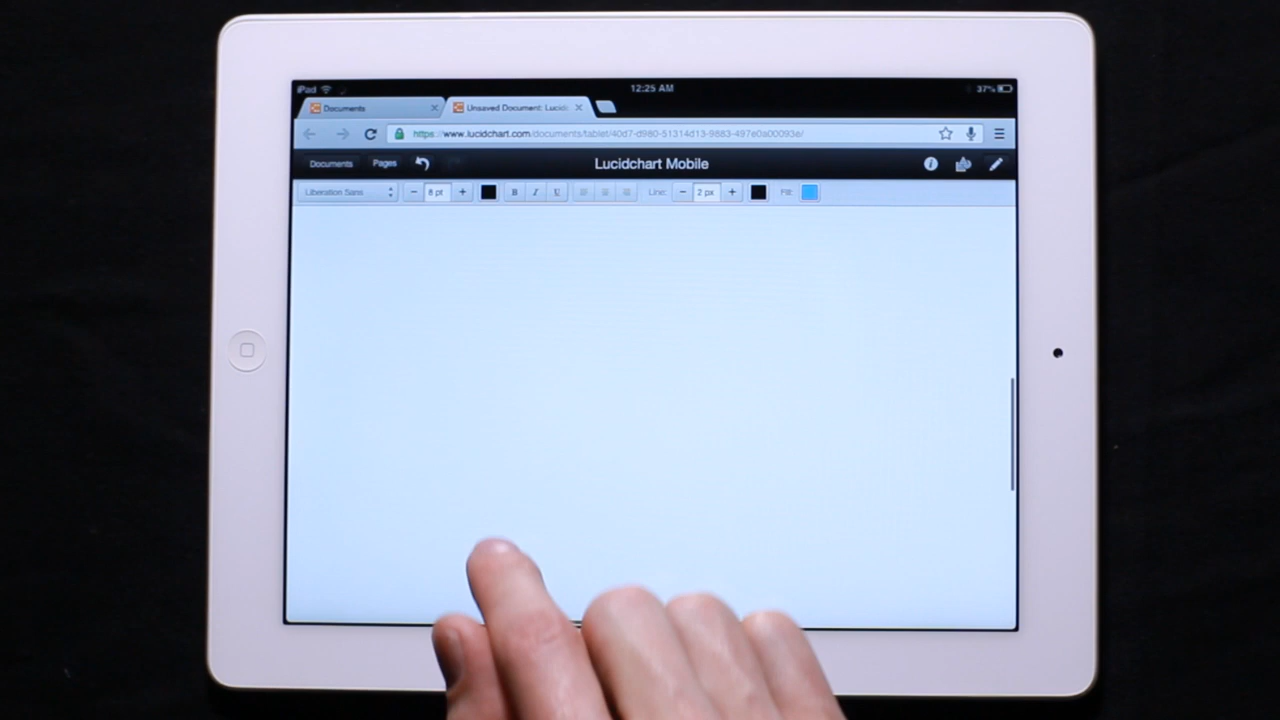 iPad 12:25 AM 37%
Documents Unsaved Document: Lucid
https://www.lucidchart.com/documents/tablet/40d7-d980-51314d13-9883-497e0a00093e/
Documents Pages Lucidchart Mobile
Liberation Sans 8 pt B I U Line: 2 px Fill: